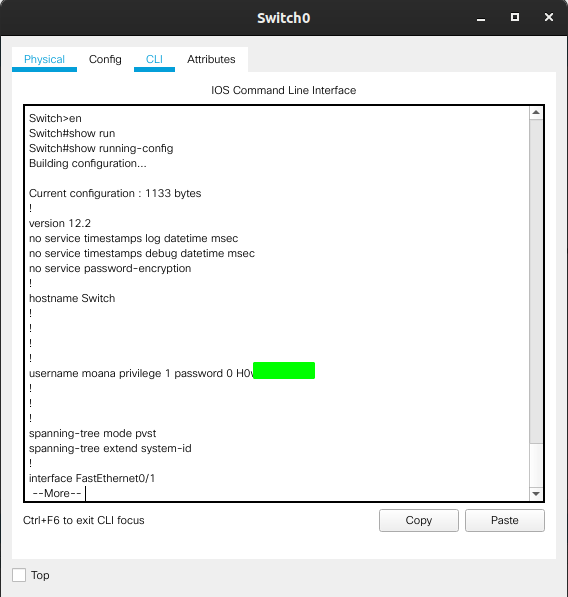 Switch0
Physical Config CLI Attributes
IOS Command Line Interface
Switch>en
Switch#show run
Switch#show running-config
Building configuration...
Current configuration : 1133 bytes
!
version 12.2
no service timestamps log datetime msec
no service timestamps debug datetime msec
no service password-encryption
!
hostname Switch
!
!
!
!
username moana privilege 1 password 0
!
!
!
spanning-tree mode pvst
spanning-tree extend system-id
!
interface FastEthernet0/1
--More--
Ctrl+F6 to exit CLI focus
Copy Paste
Top